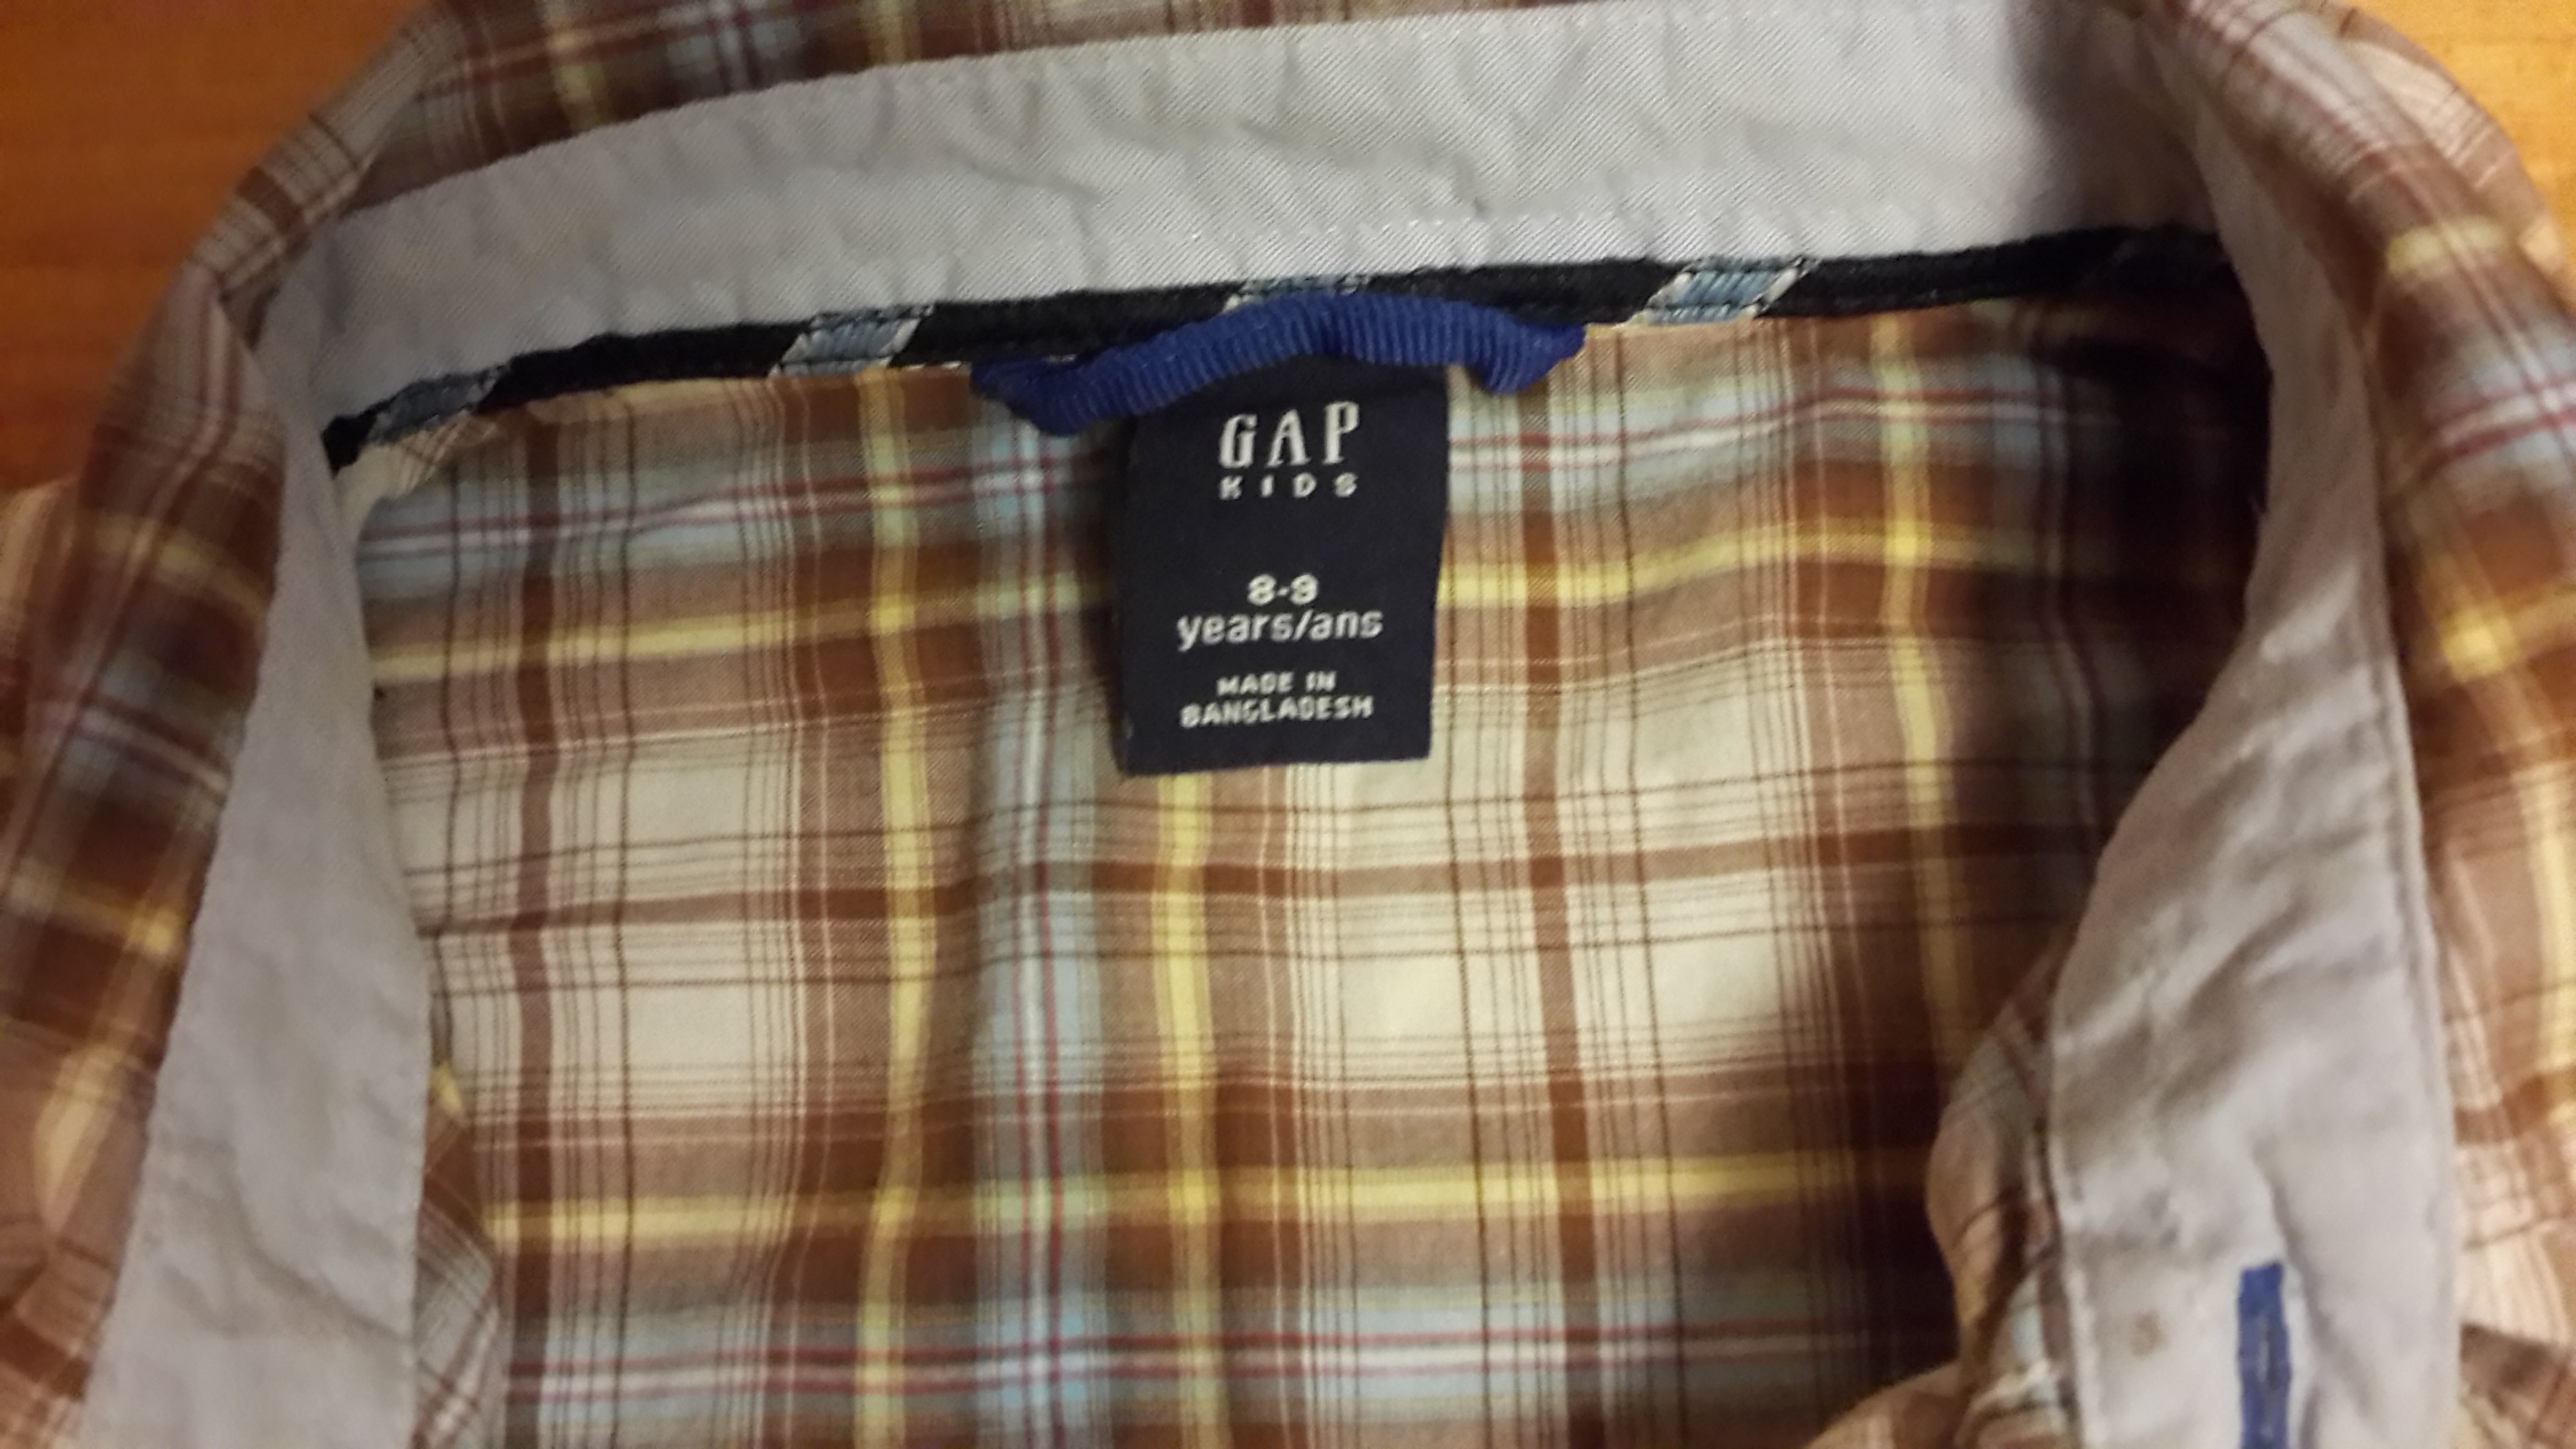 GAP
KIDS
8-9
years/ans
MADE IN
BANGLADESH